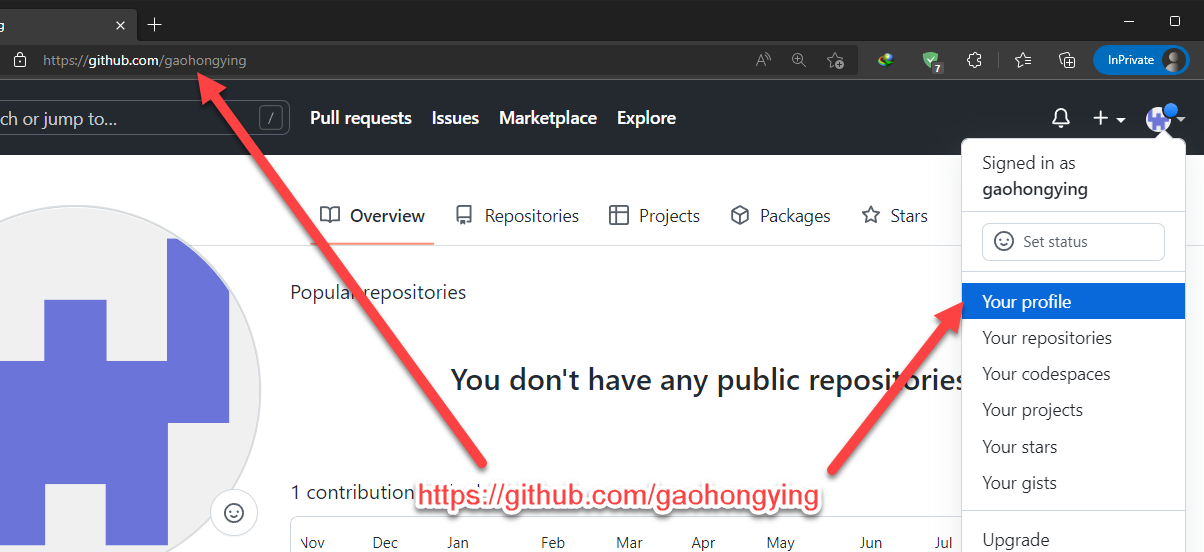 g
https://github.com/gaohongying
7
InPrivate
ch or jump to...
/
Pull requests
Issues
Marketplace
Explore
Signed in as
gaohongying
Overview
Repositories
Projects
Packages
Stars
Set status
Popular repositories
Your profile
Your repositories
You don't have any public repositories
Your codespaces
Your projects
Your stars
Your gists
1 contribution
https://github.com/gaohongying
Nov
Dec
Jan
Feb
Mar
Apr
May
Jun
Jul
Upgrade